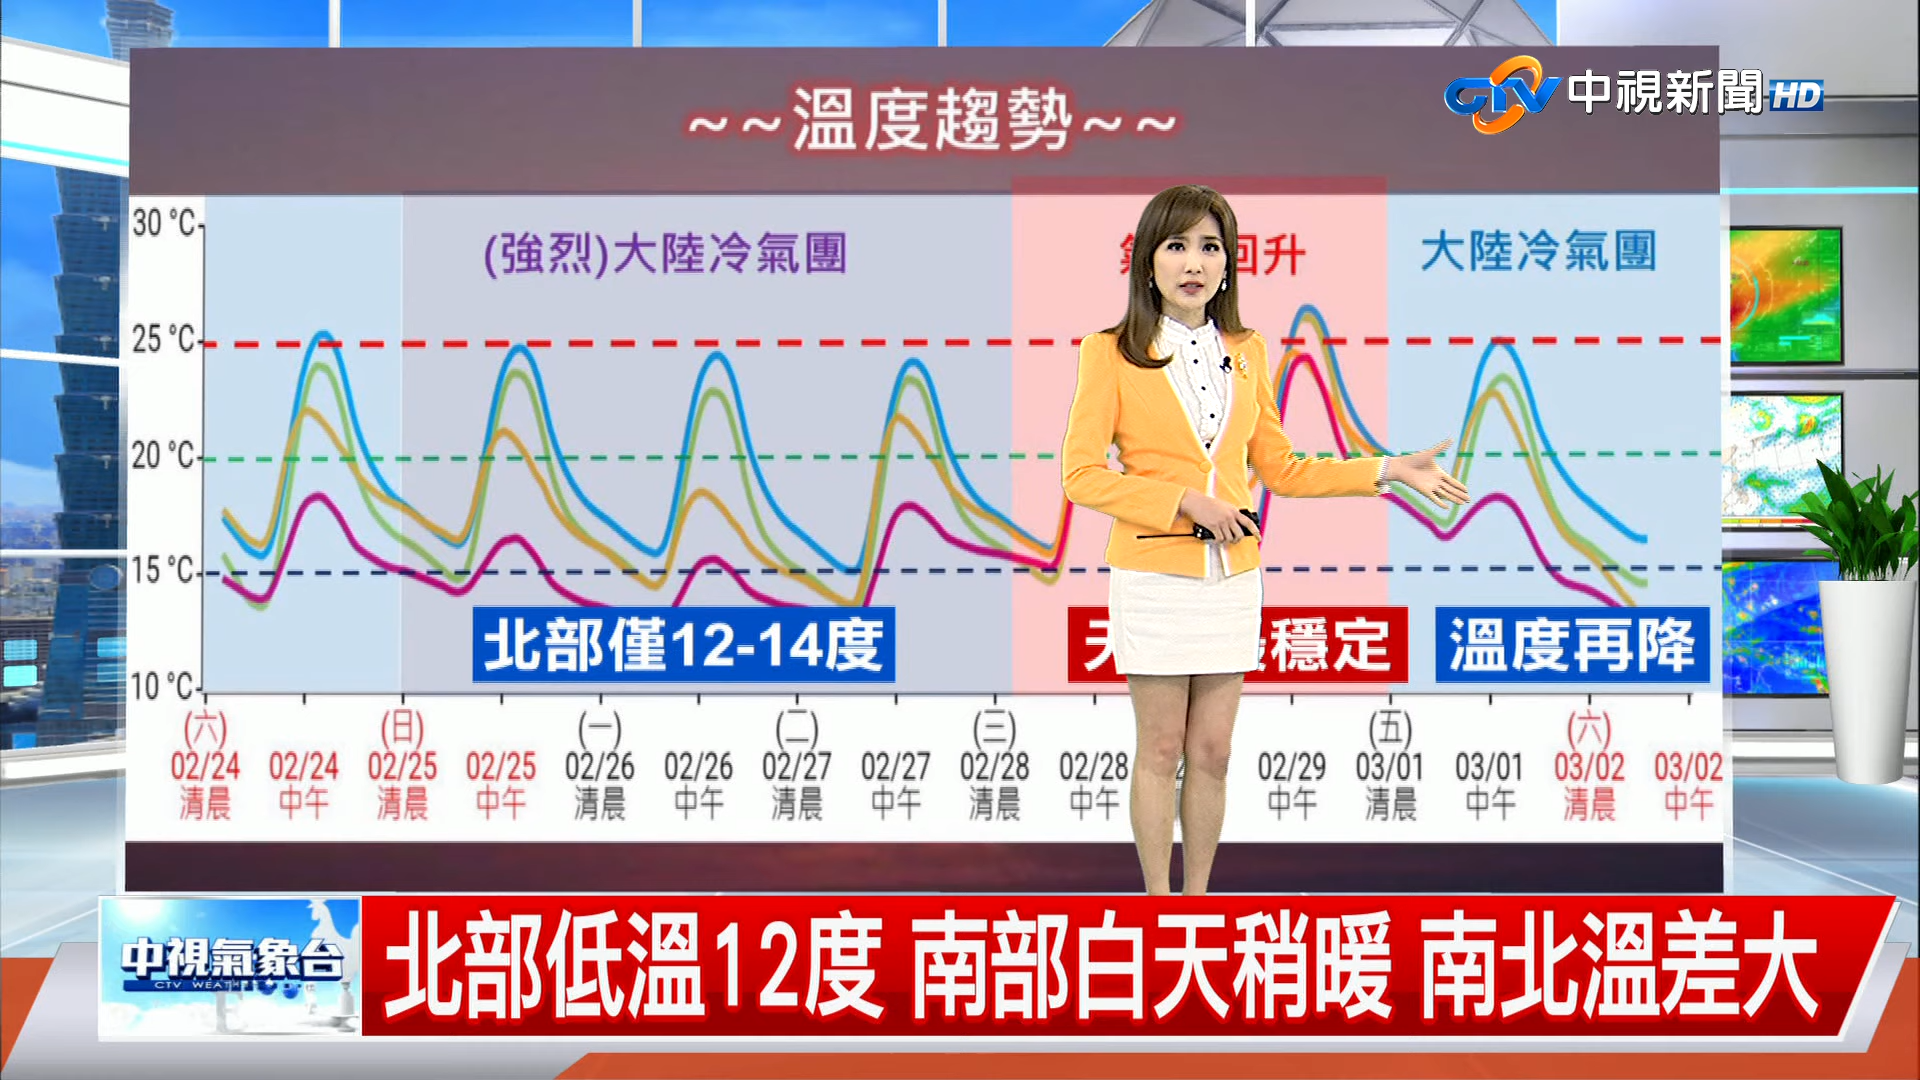 ~~溫度趨勢~~
CTV 中視新聞 HD
30 °C
25 °C
20 °C
15 °C
10 °C
(強烈)大陸冷氣團
回升
大陸冷氣團
北部僅12-14度
穩定
溫度再降
(六) (日) (一) (二) (三) (五) (六)
02/24 02/24 02/25 02/25 02/26 02/26 02/27 02/27 02/28 02/28 02/29 03/01 03/01 03/02 03/02
清晨 中午 清晨 中午 清晨 中午 清晨 中午 清晨 中午 中午 清晨 中午 清晨 中午
中視氣象台
CTV WEATHER
北部低溫12度 南部白天稍暖 南北溫差大